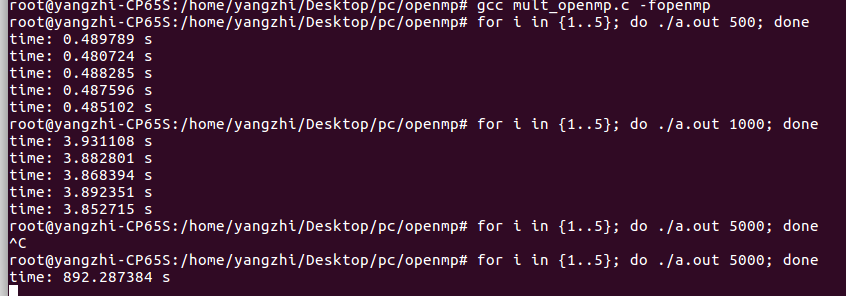 root@yangzhi-CP65S:/home/yangzhi/Desktop/pc/openmp# gcc mult_openmp.c -fopenmp
root@yangzhi-CP65S:/home/yangzhi/Desktop/pc/openmp# for i in {1..5}; do ./a.out 500; done
time: 0.489789 s
time: 0.480724 s
time: 0.488285 s
time: 0.487596 s
time: 0.485102 s
root@yangzhi-CP65S:/home/yangzhi/Desktop/pc/openmp# for i in {1..5}; do ./a.out 1000; done
time: 3.931108 s
time: 3.882801 s
time: 3.868394 s
time: 3.892351 s
time: 3.852715 s
root@yangzhi-CP65S:/home/yangzhi/Desktop/pc/openmp# for i in {1..5}; do ./a.out 5000; done
^C
root@yangzhi-CP65S:/home/yangzhi/Desktop/pc/openmp# for i in {1..5}; do ./a.out 5000; done
time: 892.287384 s